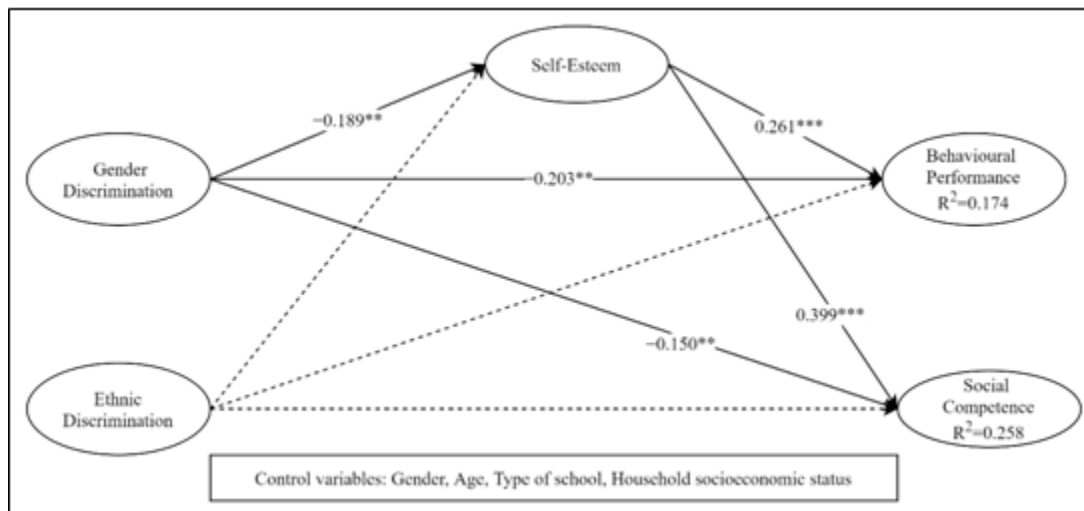 Self-Esteem
−0.189**
0.261***
Gender
Discrimination
0.203**
Behavioural
Performance
R²=0.174
0.399***
−0.150**
Ethnic
Discrimination
Social
Competence
R²=0.258
Control variables: Gender, Age, Type of school, Household socioeconomic status